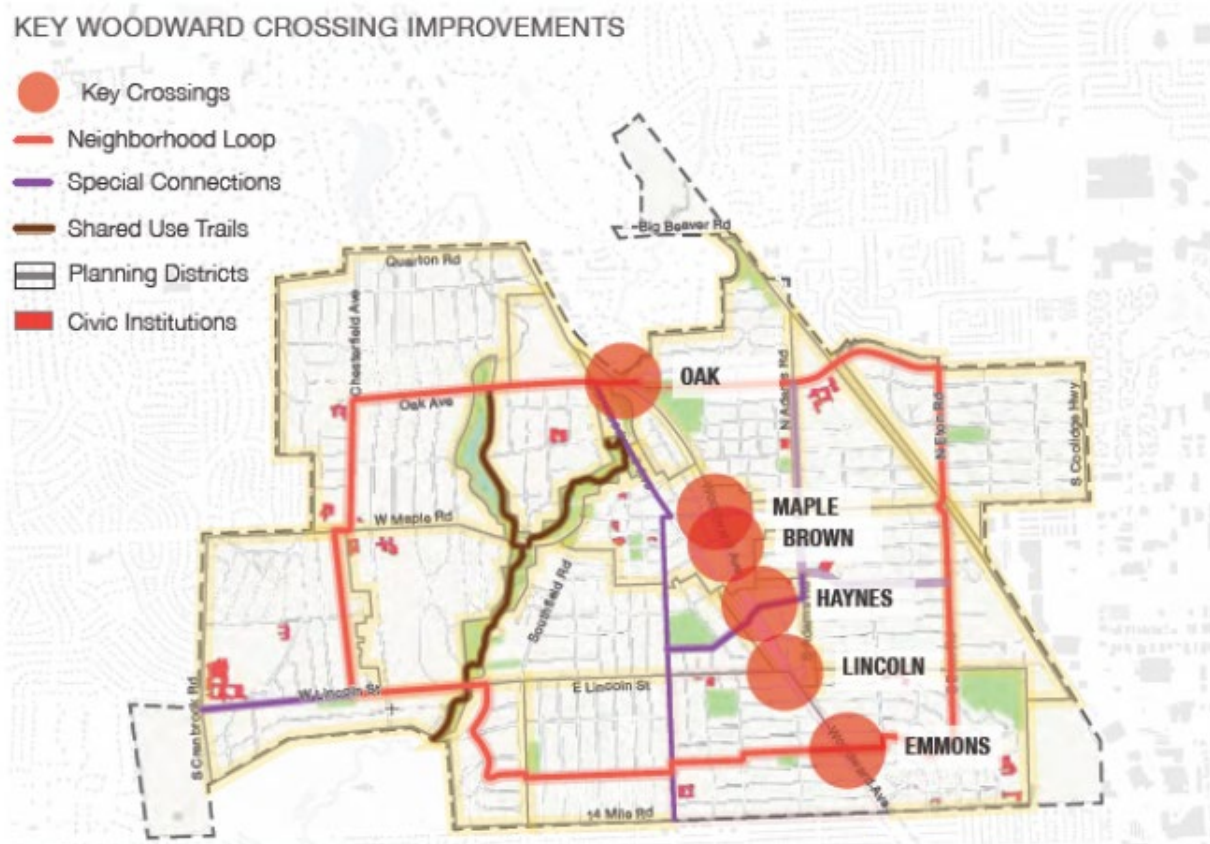 KEY WOODWARD CROSSING IMPROVEMENTS
Key Crossings
Neighborhood Loop
Special Connections
Shared Use Trails
Planning Districts
Civic Institutions
Big Beaver Rd
Quarton Rd
Chesterfield Ave
OAK
N Adams Rd
Oak Ave
N Eton Rd
S Coolidge Hwy
MAPLE
W Maple Rd
BROWN
Southfield Rd
HAYNES
LINCOLN
E Lincoln St
W Lincoln St
S Cranbrook Rd
EMMONS
Woodward Ave
14 Mile Rd